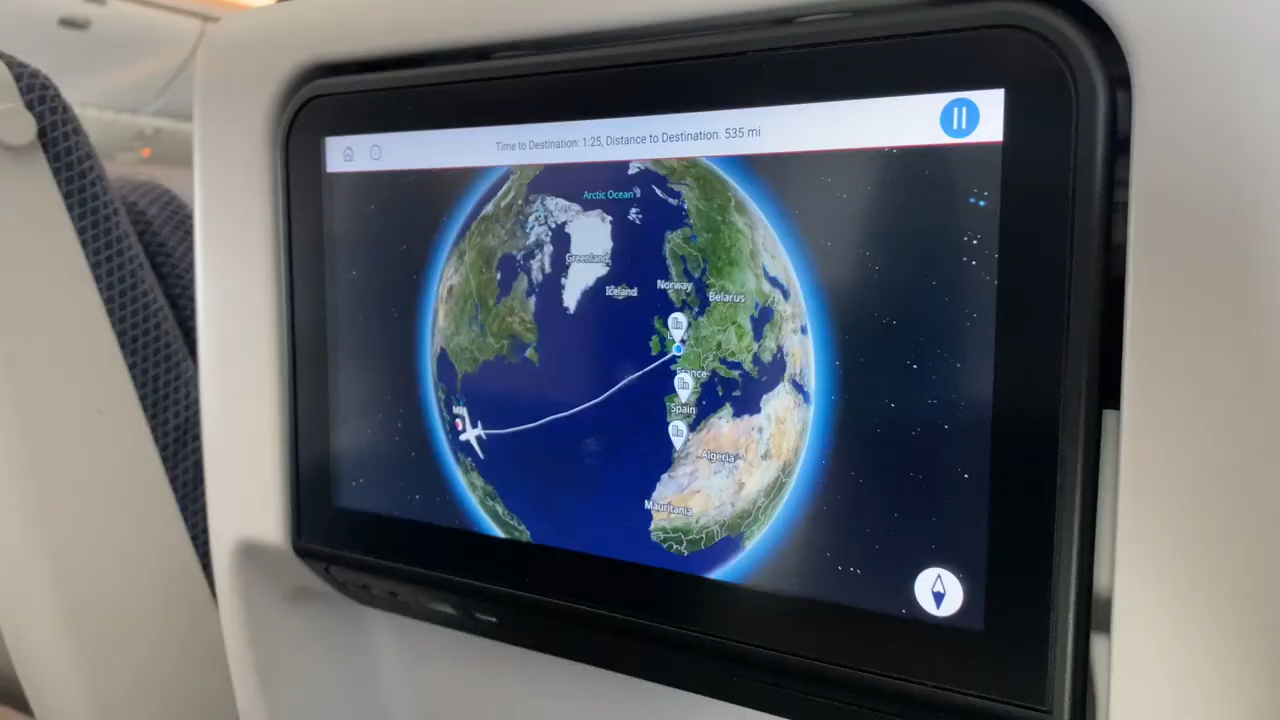 Time to Destination: 1:25, Distance to Destination: 535 mi
Arctic Ocean
Greenland
Iceland
Norway
Belarus
France
Spain
Algeria
Mauritania